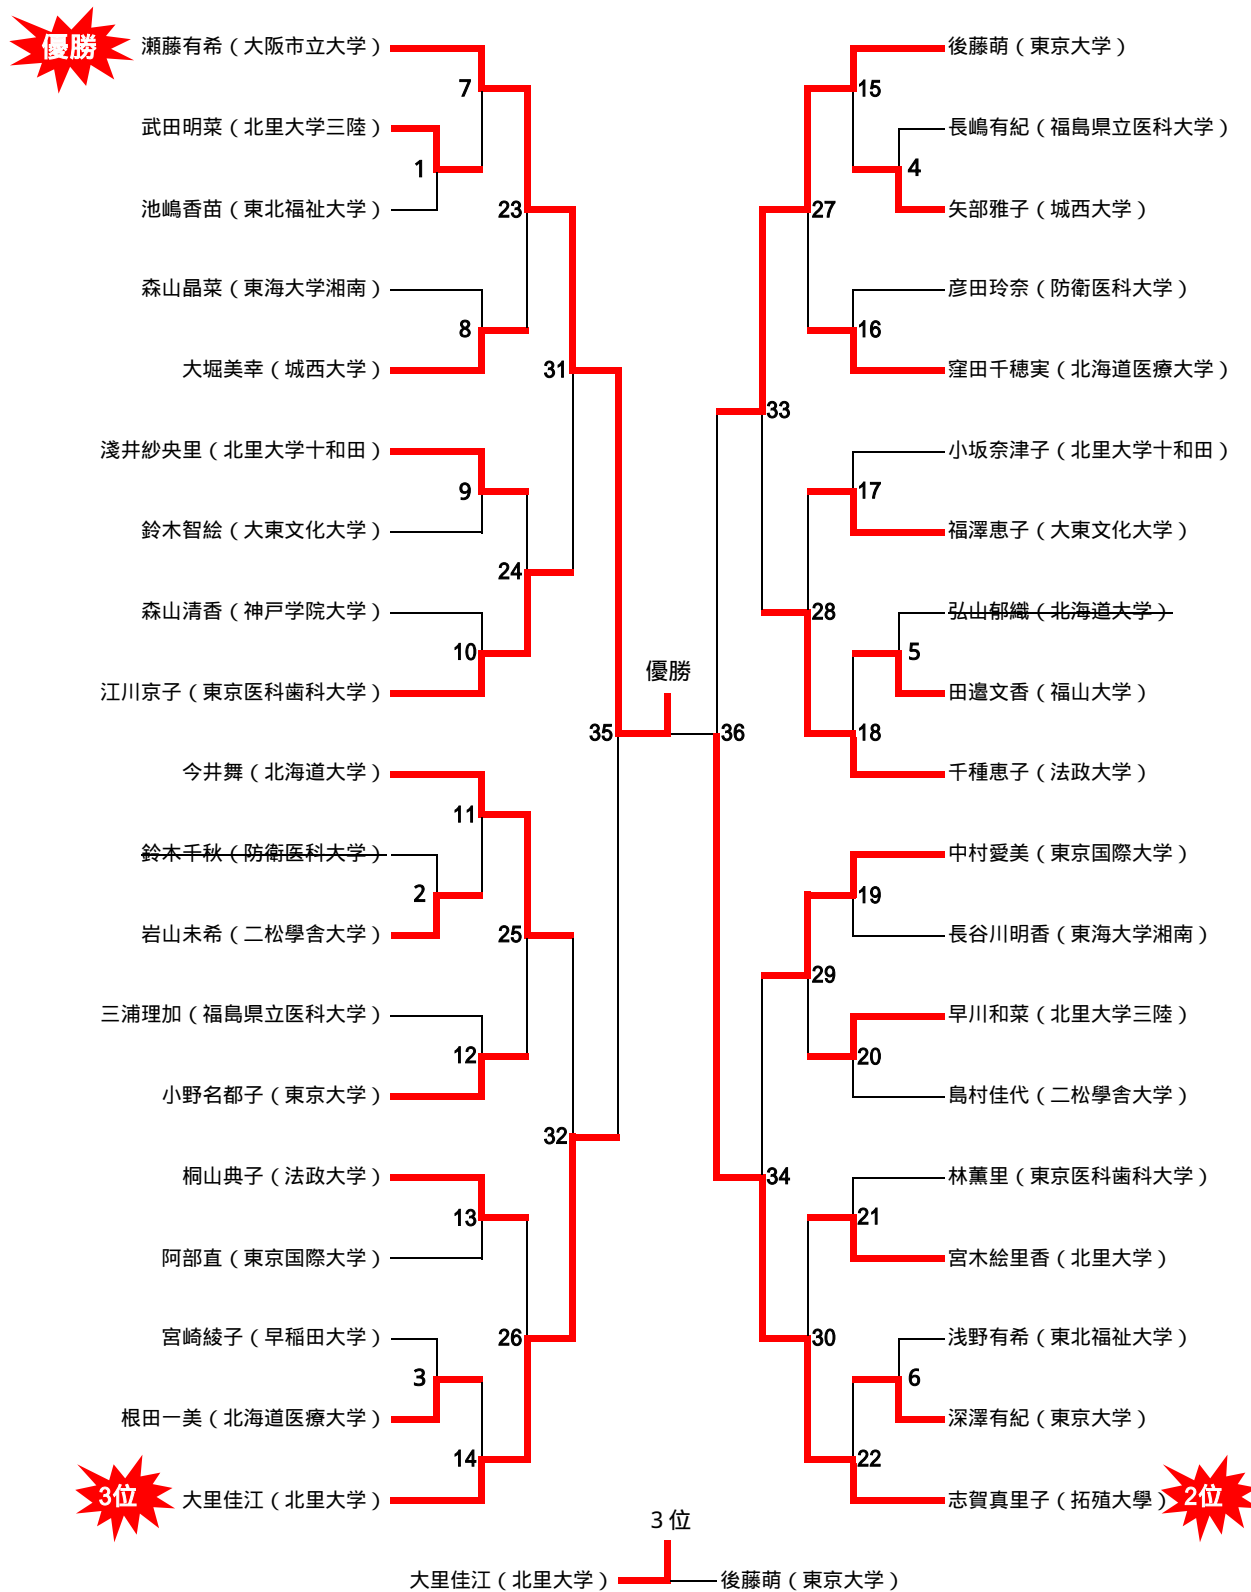 優勝
瀬藤有希（大阪市立大学）
7
武田明菜（北里大学三陸）
1
池嶋香苗（東北福祉大学）
23
森山晶菜（東海大学湘南）
8
大堀美幸（城西大学）
31
淺井紗央里（北里大学十和田）
9
鈴木智絵（大東文化大学）
24
森山清香（神戸学院大学）
10
江川京子（東京医科歯科大学）
35
今井舞（北海道大学）
11
鈴木千秋（防衛医科大学）
2
岩山未希（二松學舎大学）
25
三浦理加（福島県立医科大学）
12
小野名都子（東京大学）
32
桐山典子（法政大学）
13
阿部直（東京国際大学）
26
宮崎綾子（早稲田大学）
3
根田一美（北海道医療大学）
14
3位
大里佳江（北里大学）
優勝
後藤萌（東京大学）
15
長嶋有紀（福島県立医科大学）
4
矢部雅子（城西大学）
27
彦田玲奈（防衛医科大学）
16
窪田千穂実（北海道医療大学）
33
小坂奈津子（北里大学十和田）
17
福澤恵子（大東文化大学）
28
弘山郁織（北海道大学）
5
田邉文香（福山大学）
18
36
千種恵子（法政大学）
中村愛美（東京国際大学）
19
長谷川明香（東海大学湘南）
29
早川和菜（北里大学三陸）
20
島村佳代（二松學舎大学）
34
林薫里（東京医科歯科大学）
21
宮木絵里香（北里大学）
30
浅野有希（東北福祉大学）
6
深澤有紀（東京大学）
22
志賀真里子（拓殖大學）
2位
3位
大里佳江（北里大学）
後藤萌（東京大学）